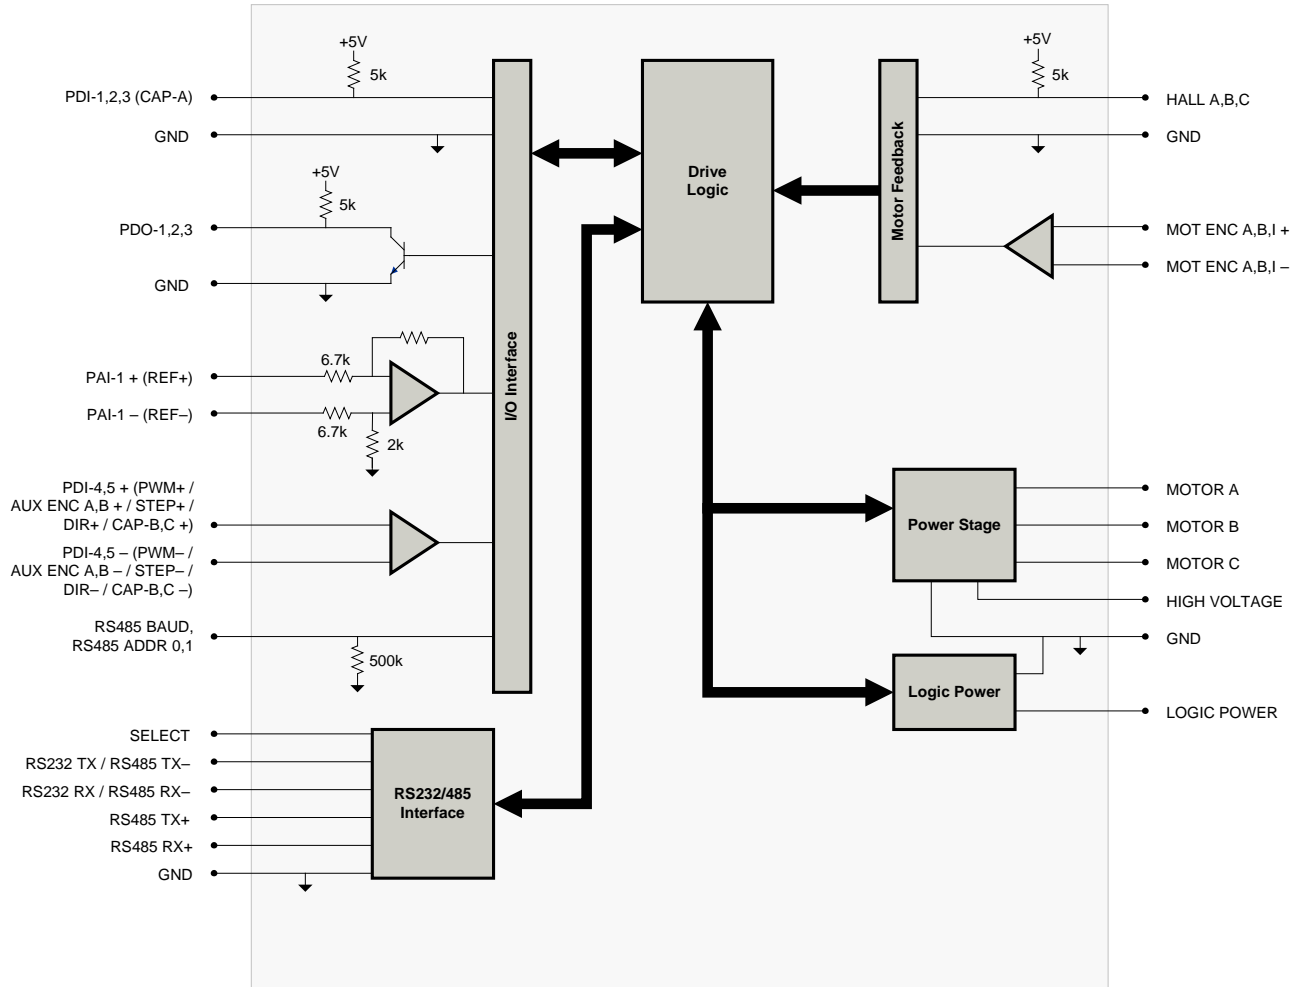 +5V
5k
PDI-1,2,3 (CAP-A)
GND
+5V
5k
PDO-1,2,3
GND
6.7k
PAI-1 + (REF+)
PAI-1 – (REF–)
6.7k
2k
PDI-4,5 + (PWM+ /
AUX ENC A,B + / STEP+ /
DIR+ / CAP-B,C +)
PDI-4,5 – (PWM– /
AUX ENC A,B – / STEP– /
DIR– / CAP-B,C –)
RS485 BAUD,
RS485 ADDR 0,1
500k
I/O Interface
SELECT
RS232 TX / RS485 TX–
RS232 RX / RS485 RX–
RS485 TX+
RS485 RX+
GND
RS232/485
Interface
Drive
Logic
Motor Feedback
+5V
5k
HALL A,B,C
GND
MOT ENC A,B,I +
MOT ENC A,B,I –
Power Stage
MOTOR A
MOTOR B
MOTOR C
HIGH VOLTAGE
GND
Logic Power
LOGIC POWER